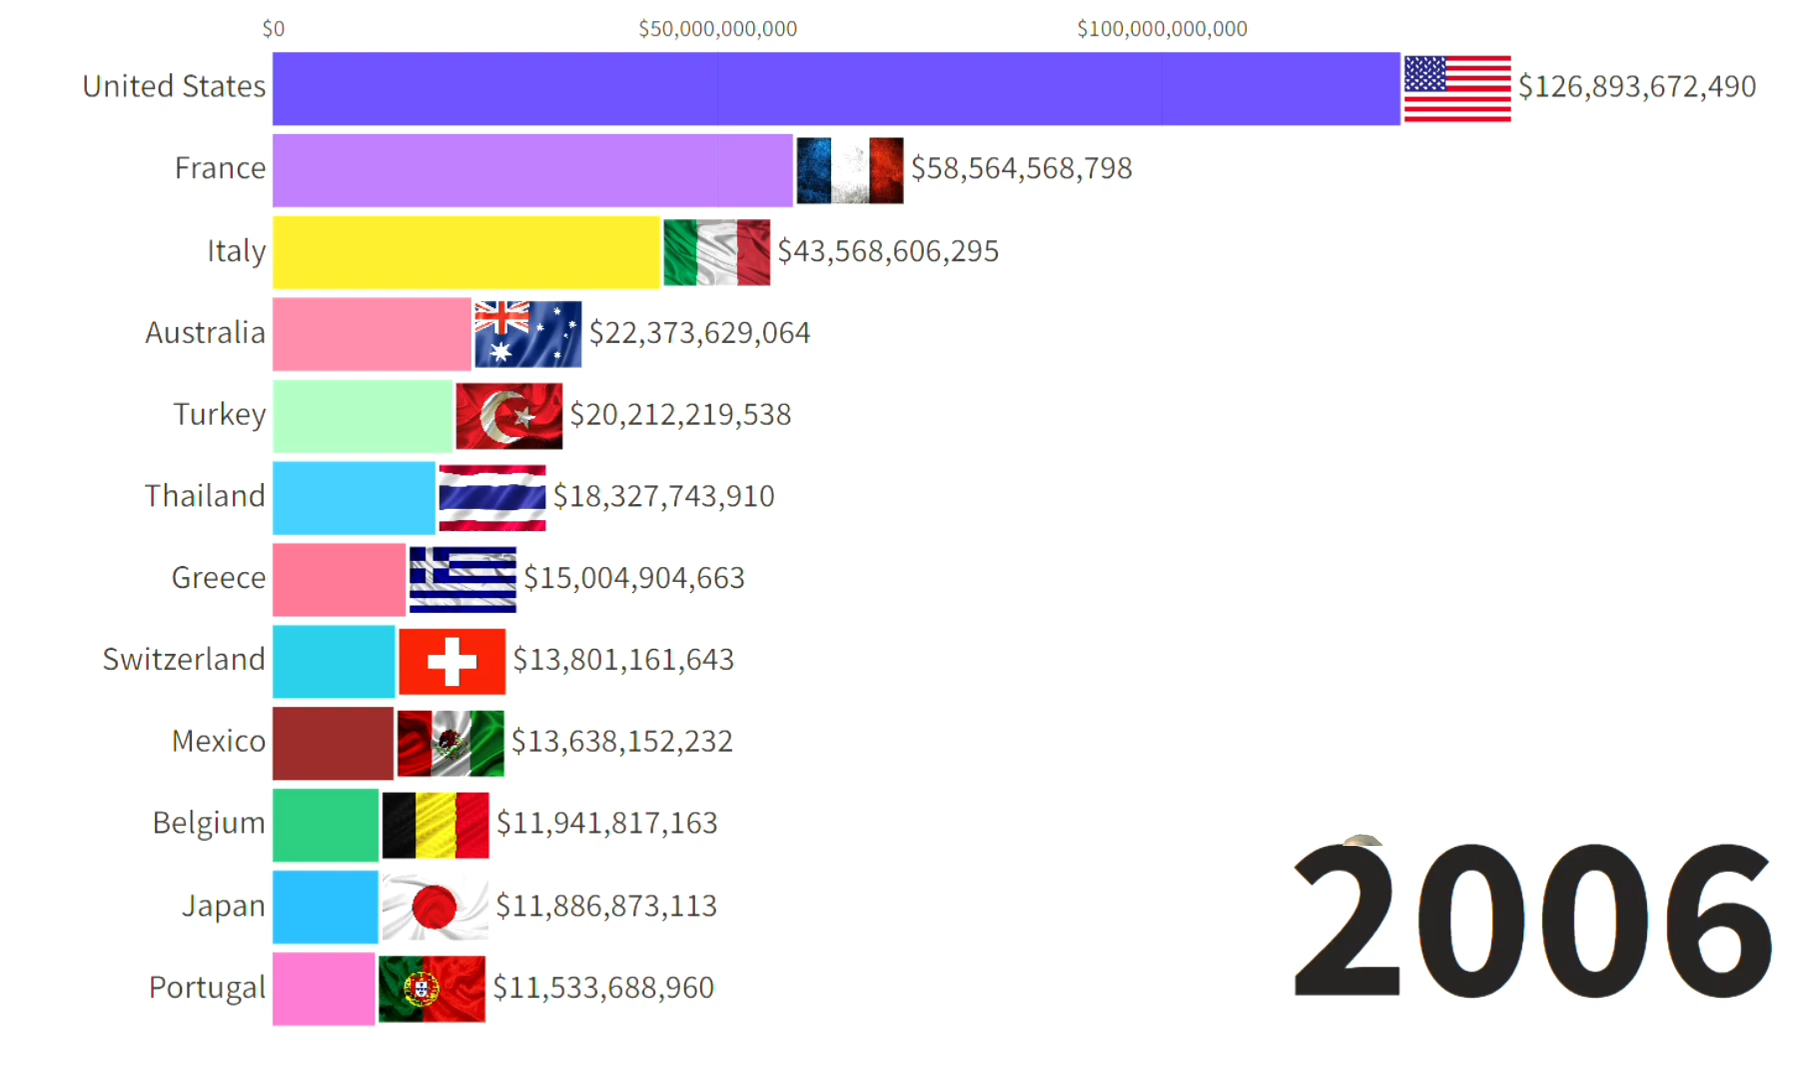 $0 $50,000,000,000 $100,000,000,000
United States $126,893,672,490
France $58,564,568,798
Italy $43,568,606,295
Australia $22,373,629,064
Turkey $20,212,219,538
Thailand $18,327,743,910
Greece $15,004,904,663
Switzerland $13,801,161,643
Mexico $13,638,152,232
Belgium $11,941,817,163
Japan $11,886,873,113
Portugal $11,533,688,960
2006